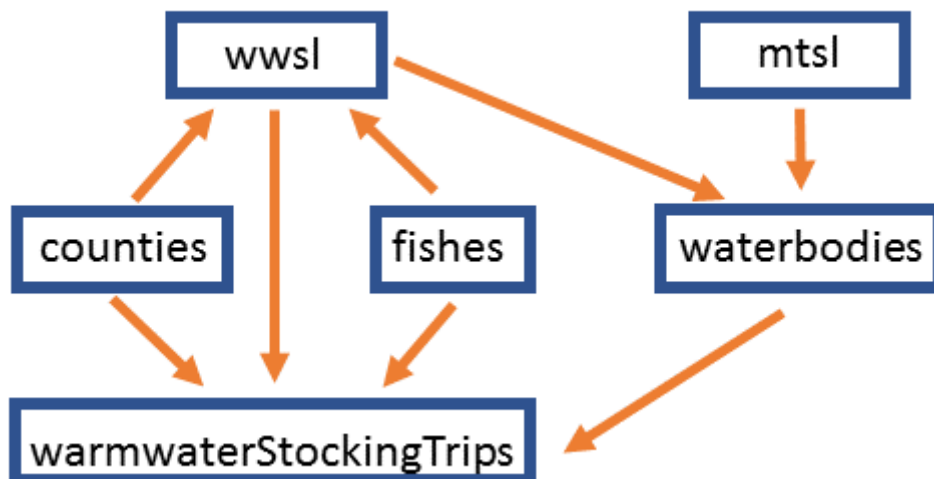 wwsl
mtsl
counties
fishes
waterbodies
warmwaterStockingTrips